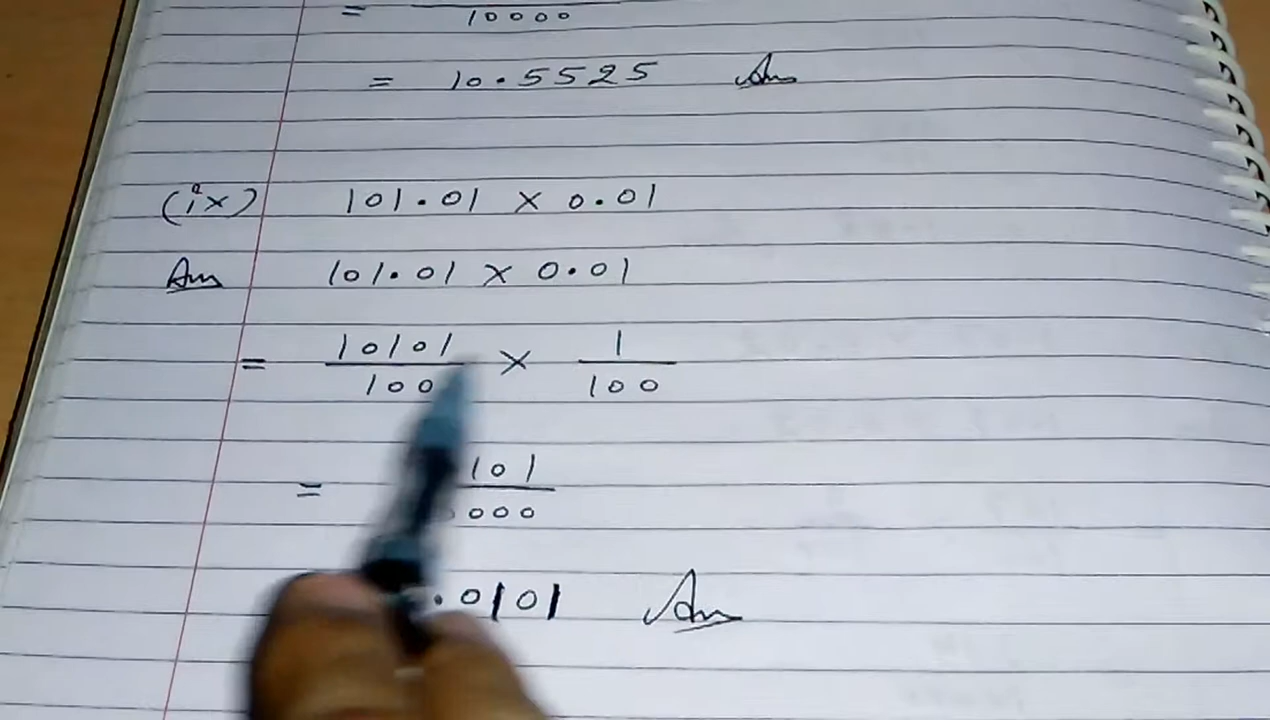 = 10000
= 10.5525 Ans
(ix) 101.01 × 0.01
Ans 101.01 × 0.01
= 10101/100 × 1/100
= 101/000
.0101 Ans